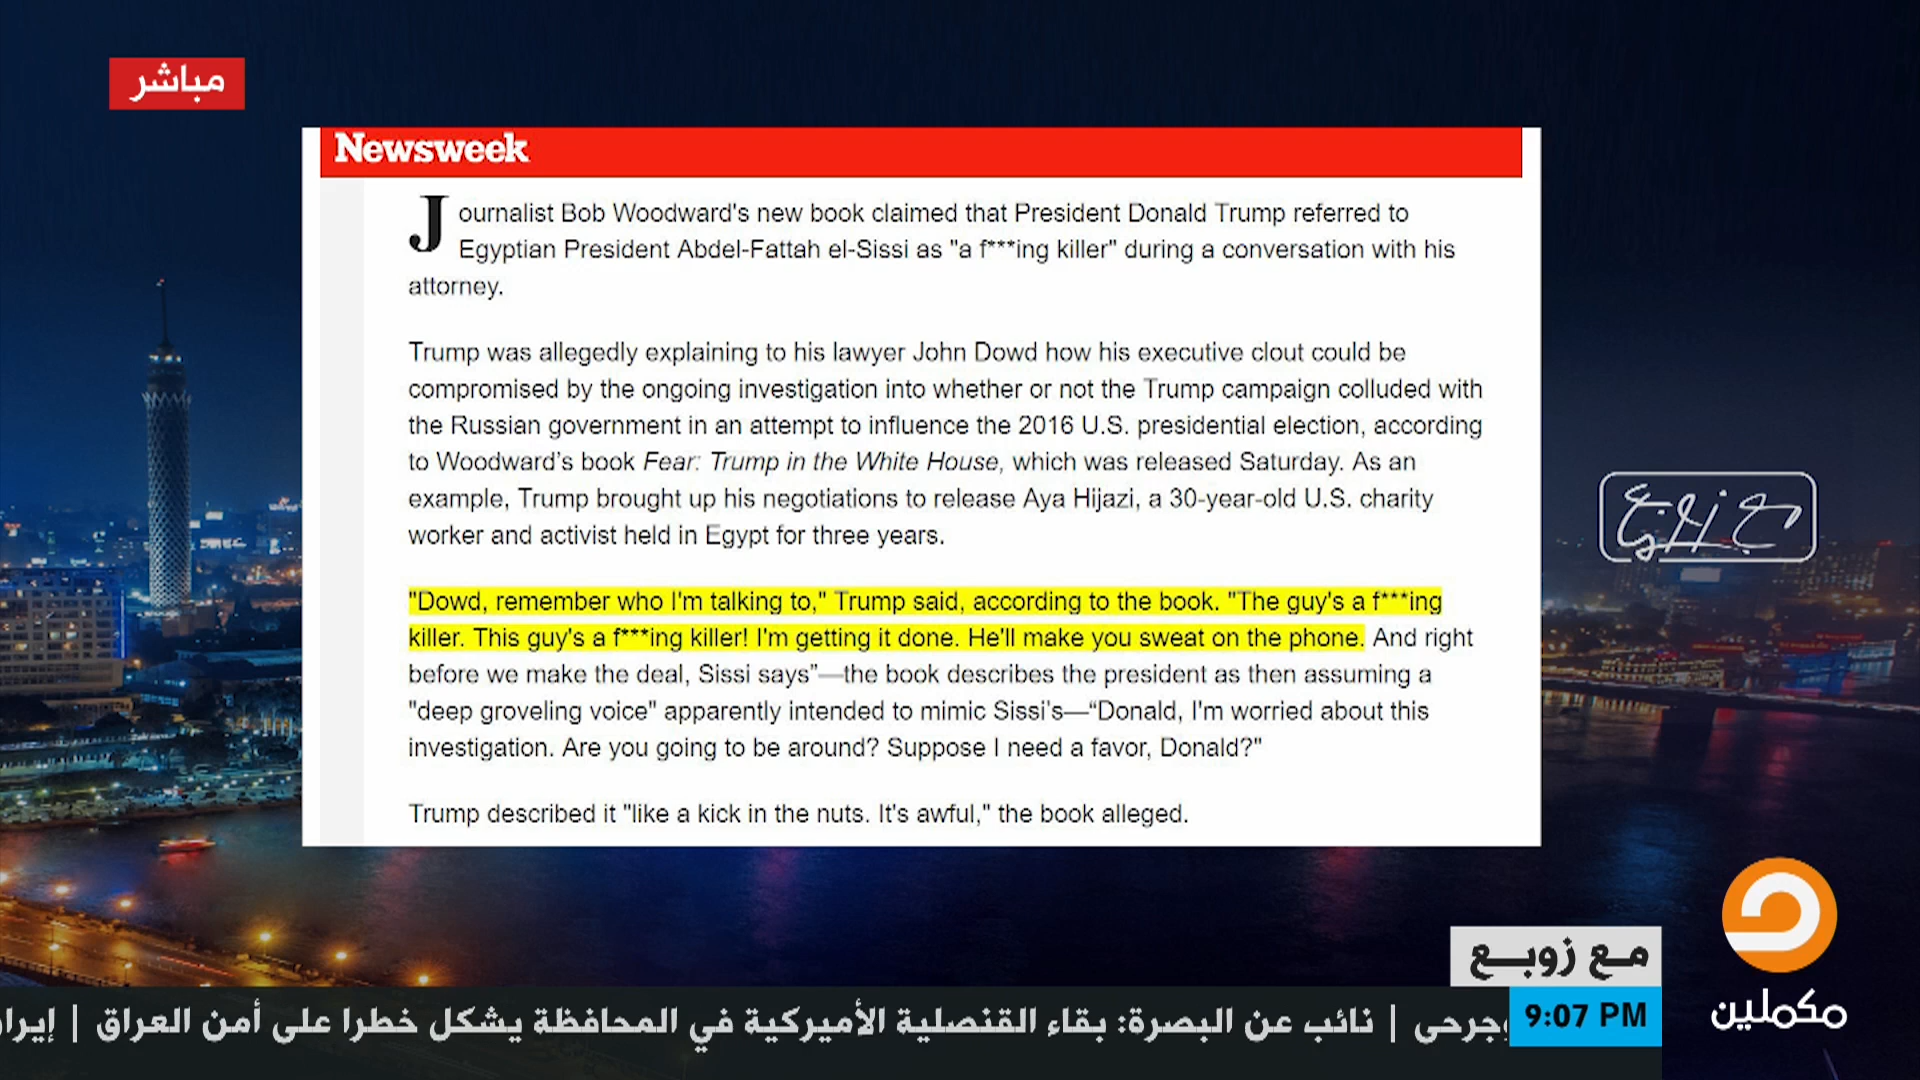 مباشر
Newsweek
Journalist Bob Woodward's new book claimed that President Donald Trump referred to
Egyptian President Abdel-Fattah el-Sissi as "a f***ing killer" during a conversation with his
attorney.
Trump was allegedly explaining to his lawyer John Dowd how his executive clout could be
compromised by the ongoing investigation into whether or not the Trump campaign colluded with
the Russian government in an attempt to influence the 2016 U.S. presidential election, according
to Woodward’s book Fear: Trump in the White House, which was released Saturday. As an
example, Trump brought up his negotiations to release Aya Hijazi, a 30-year-old U.S. charity
worker and activist held in Egypt for three years.
"Dowd, remember who I'm talking to," Trump said, according to the book. "The guy's a f***ing
killer. This guy's a f***ing killer! I'm getting it done. He'll make you sweat on the phone. And right
before we make the deal, Sissi says”—the book describes the president as then assuming a
"deep groveling voice" apparently intended to mimic Sissi’s—“Donald, I'm worried about this
investigation. Are you going to be around? Suppose I need a favor, Donald?"
Trump described it "like a kick in the nuts. It's awful," the book alleged.
مع زوبع
مع زوبع
مكملين
9:07 PM
وجرحى | نائب عن البصرة: بقاء القنصلية الأميركية في المحافظة يشكل خطرا على أمن العراق |